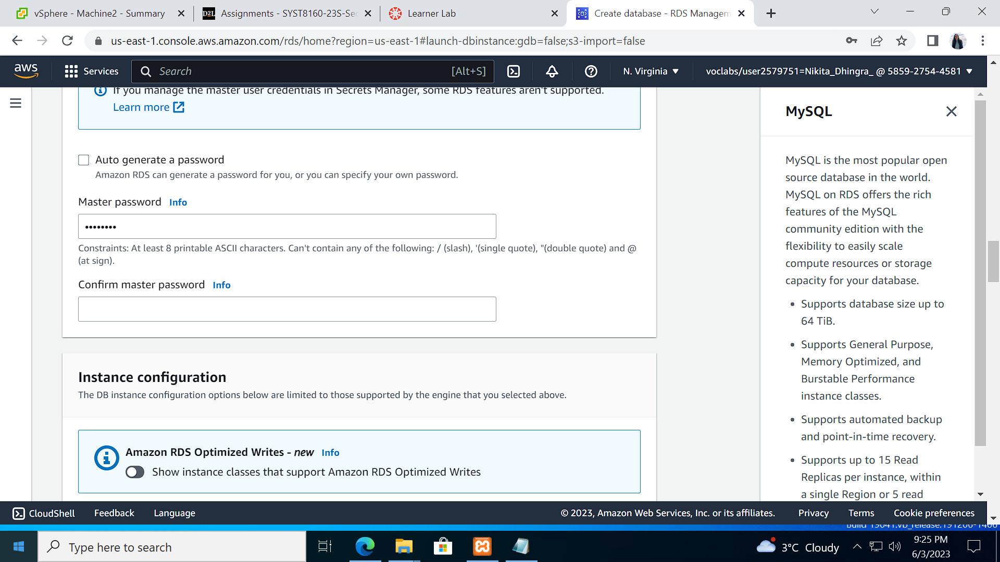 vSphere - Machine2 - Summary
D2L Assignments - SYST8160-23S-Sec
Learner Lab
Create database - RDS Managem
us-east-1.console.aws.amazon.com/rds/home?region=us-east-1#launch-dbinstance:gdb=false;s3-import=false
aws Services Search [Alt+S] N. Virginia voclabs/user2579751=Nikita_Dhingra_ @ 5859-2754-4581
If you manage the master user credentials in Secrets Manager, some RDS features aren't supported.
Learn more
Auto generate a password
Amazon RDS can generate a password for you, or you can specify your own password.
Master password Info
••••••••
Constraints: At least 8 printable ASCII characters. Can't contain any of the following: / (slash), '(single quote), "(double quote) and @
(at sign).
Confirm master password Info
Instance configuration
The DB instance configuration options below are limited to those supported by the engine that you selected above.
Amazon RDS Optimized Writes - new Info
Show instance classes that support Amazon RDS Optimized Writes
MySQL
MySQL is the most popular open
source database in the world.
MySQL on RDS offers the rich
features of the MySQL
community edition with the
flexibility to easily scale
compute resources or storage
capacity for your database.
• Supports database size up to
64 TiB.
• Supports General Purpose,
Memory Optimized, and
Burstable Performance
instance classes.
• Supports automated backup
and point-in-time recovery.
• Supports up to 15 Read
Replicas per instance, within
a single Region or 5 read
CloudShell Feedback Language © 2023, Amazon Web Services, Inc. or its affiliates. Privacy Terms Cookie preferences
Build 19041.vb_release.191206-1406
Type here to search
3°C Cloudy
9:25 PM
6/3/2023